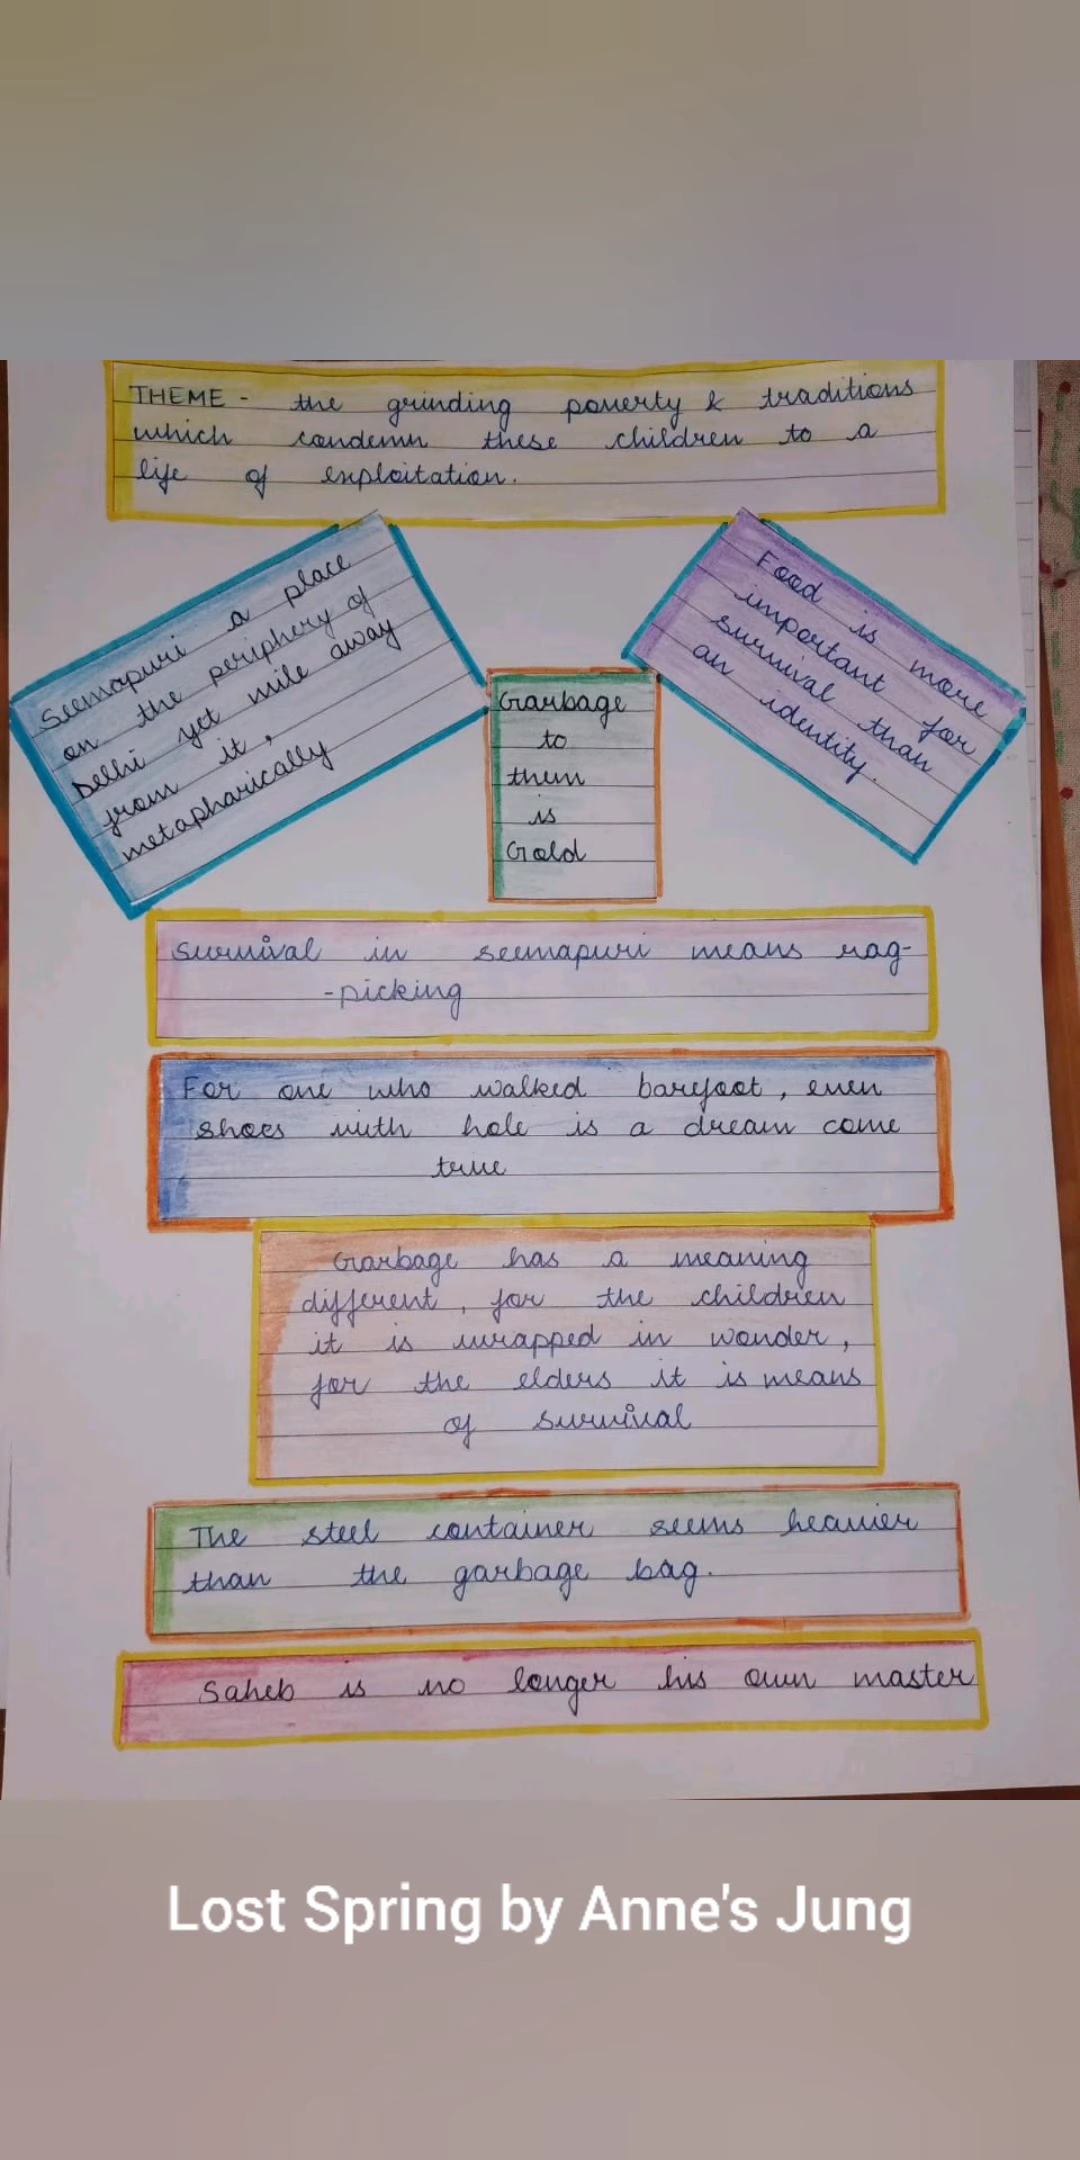 THEME - the grinding poverty & traditions
which condemn these children to a
life of exploitation.
Seemapuri a place
on the periphery of
Delhi yet mile away
from it,
metapharically
Food is more
important for
survival than
an identity.
Garbage
to
them
is
Gold
Survival in seemapuri means rag-
-picking
For one who walked barefoot, even
shoes with hole is a dream come
true
Garbage has a meaning
different, for the children
it is wrapped in wonder,
for the elders it is means
of survival
The steel container seems heavier
than the garbage bag.
Saheb is no longer his own master
Lost Spring by Anne's Jung